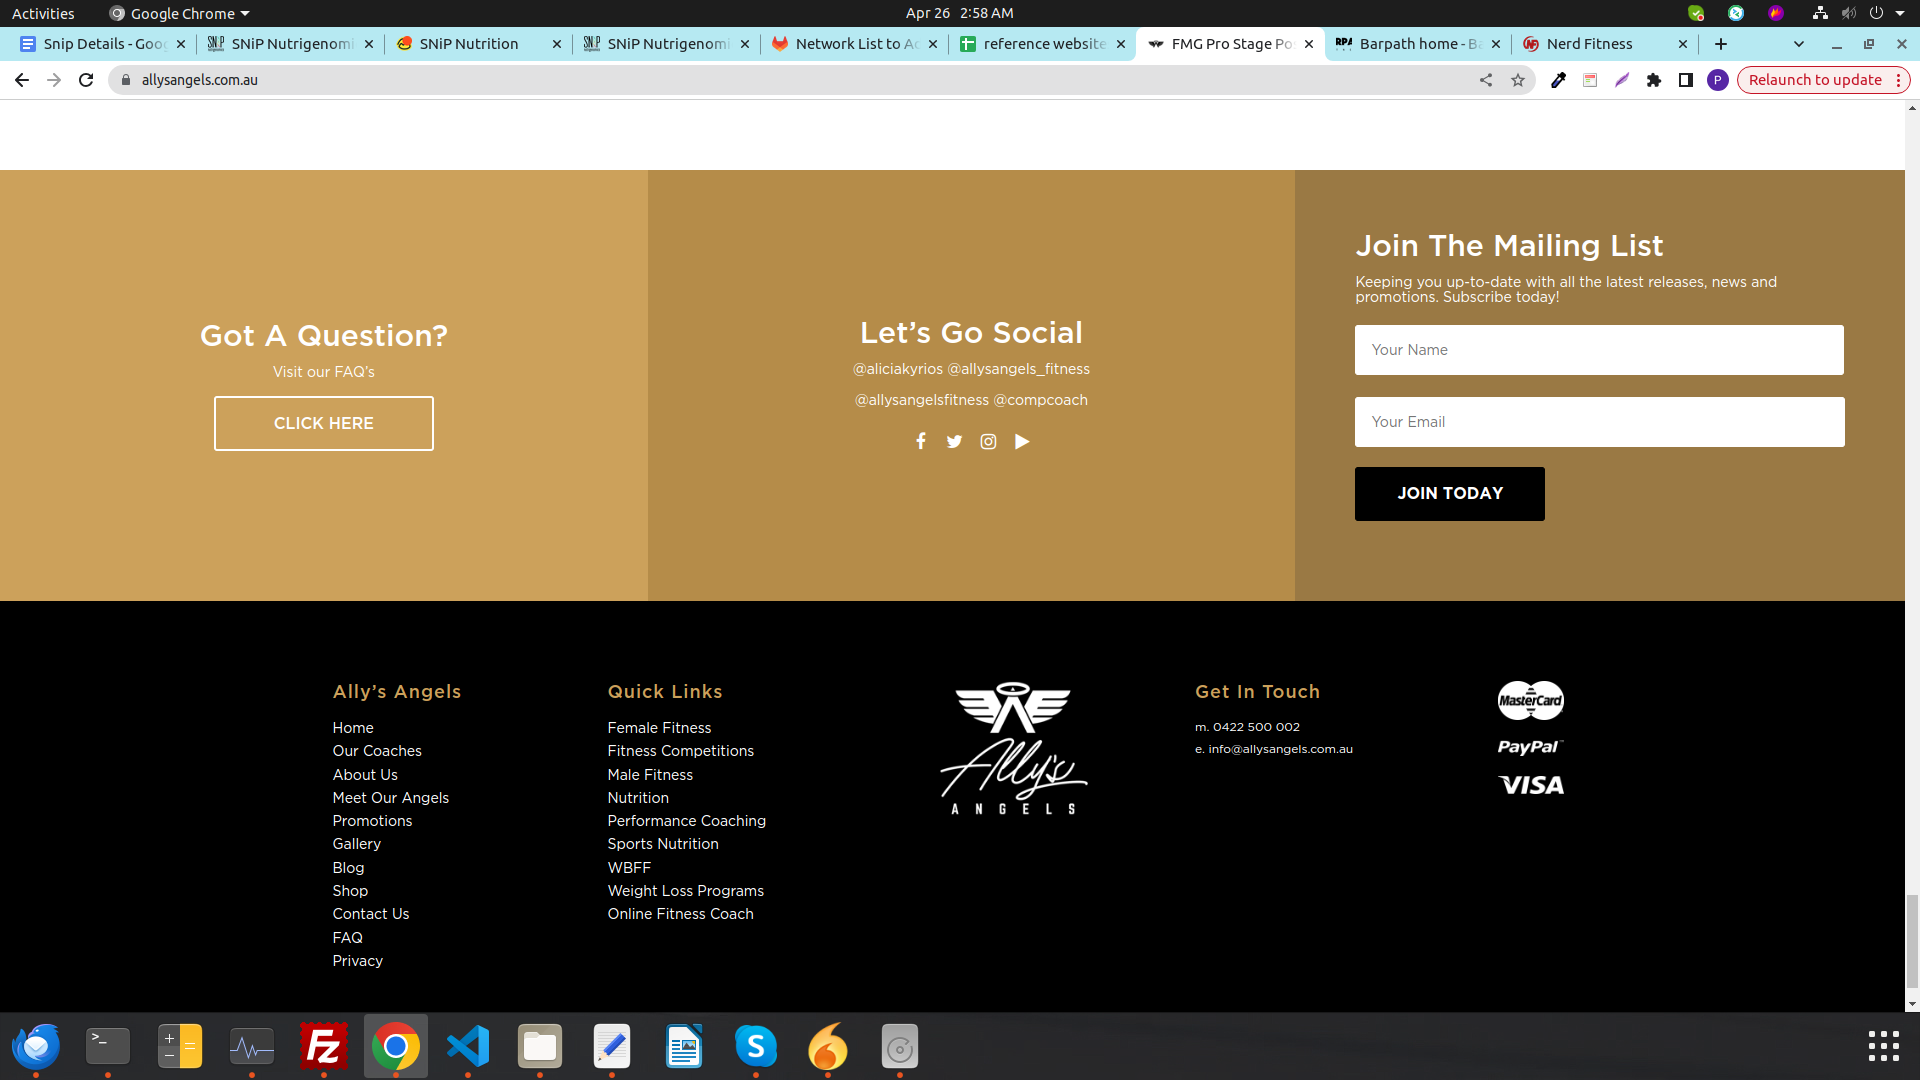 Activities
Google Chrome
Apr 26 2:58 AM
Snip Details - Goo
SNiP Nutrigenomi
SNiP Nutrition
SNiP Nutrigenomi
Network List to Ac
reference website
FMG Pro Stage Po
Barpath home - Ba
Nerd Fitness
allysangels.com.au
P
Relaunch to update
Got A Question?
Visit our FAQ's
CLICK HERE
Let's Go Social
@aliciakyrios @allysangels_fitness
@allysangelsfitness @compcoach
Join The Mailing List
Keeping you up-to-date with all the latest releases, news and
promotions. Subscribe today!
Your Name
Your Email
JOIN TODAY
Ally's Angels
Home
Our Coaches
About Us
Meet Our Angels
Promotions
Gallery
Blog
Shop
Contact Us
FAQ
Privacy
Quick Links
Female Fitness
Fitness Competitions
Male Fitness
Nutrition
Performance Coaching
Sports Nutrition
WBFF
Weight Loss Programs
Online Fitness Coach
Ally's
ANGELS
Get In Touch
m. 0422 500 002
e. info@allysangels.com.au
MasterCard
PayPal
VISA